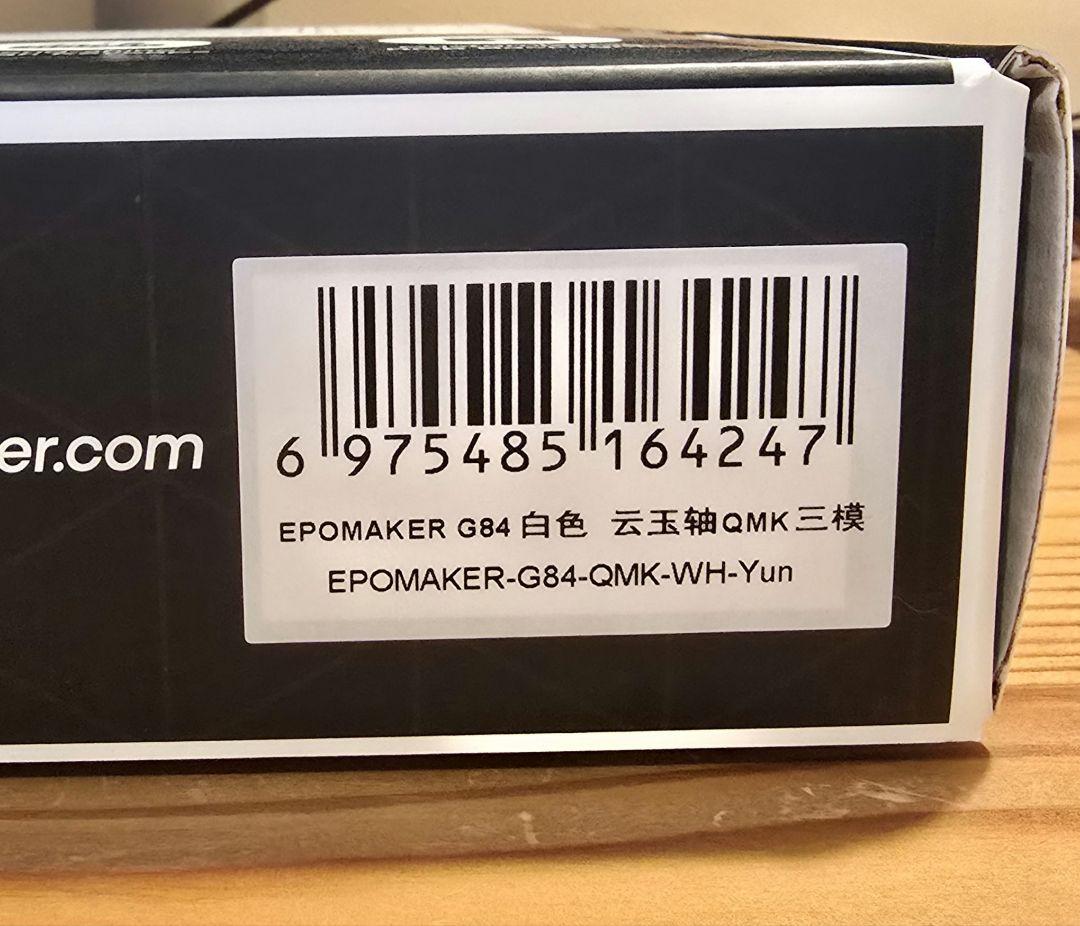 er.com
6 975485 164247
EPOMAKER G84 白色 云玉轴QMK三模
EPOMAKER-G84-QMK-WH-Yun